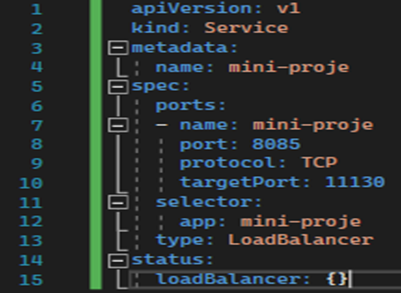 1 apiVersion: v1
2 kind: Service
3 metadata:
4 name: mini-proje
5 spec:
6 ports:
7 - name: mini-proje
8 port: 8085
9 protocol: TCP
10 targetPort: 11130
11 selector:
12 app: mini-proje
13 type: LoadBalancer
14 status:
15 loadBalancer: {}